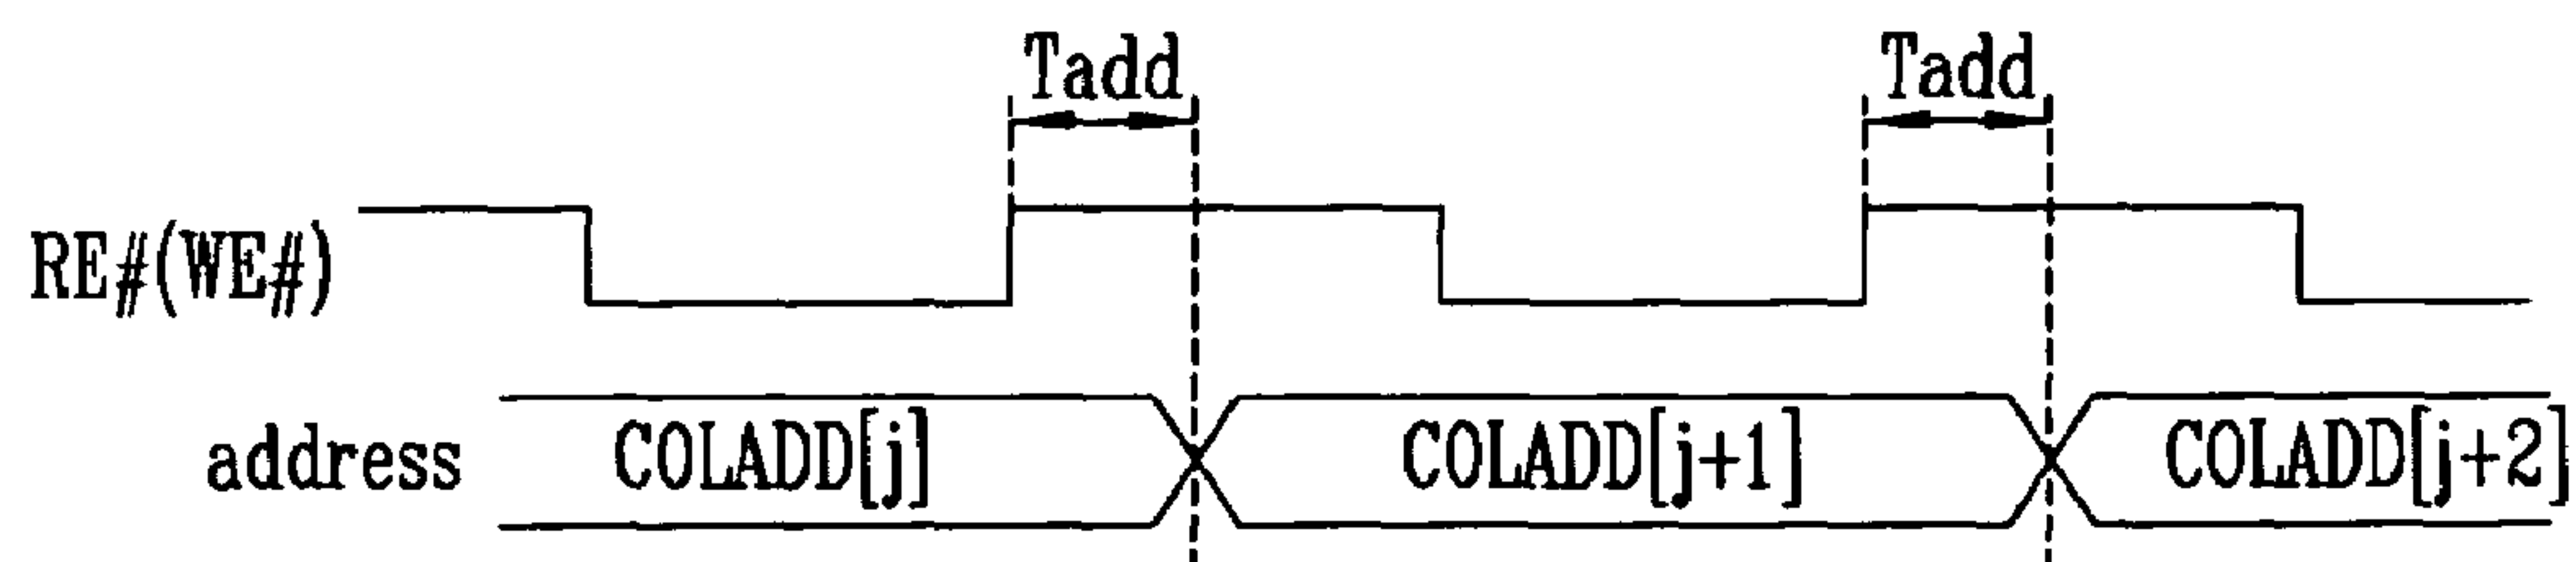 Tadd Tadd
RE#(WE#)
address COLADD[j] COLADD[j+1] COLADD[j+2]